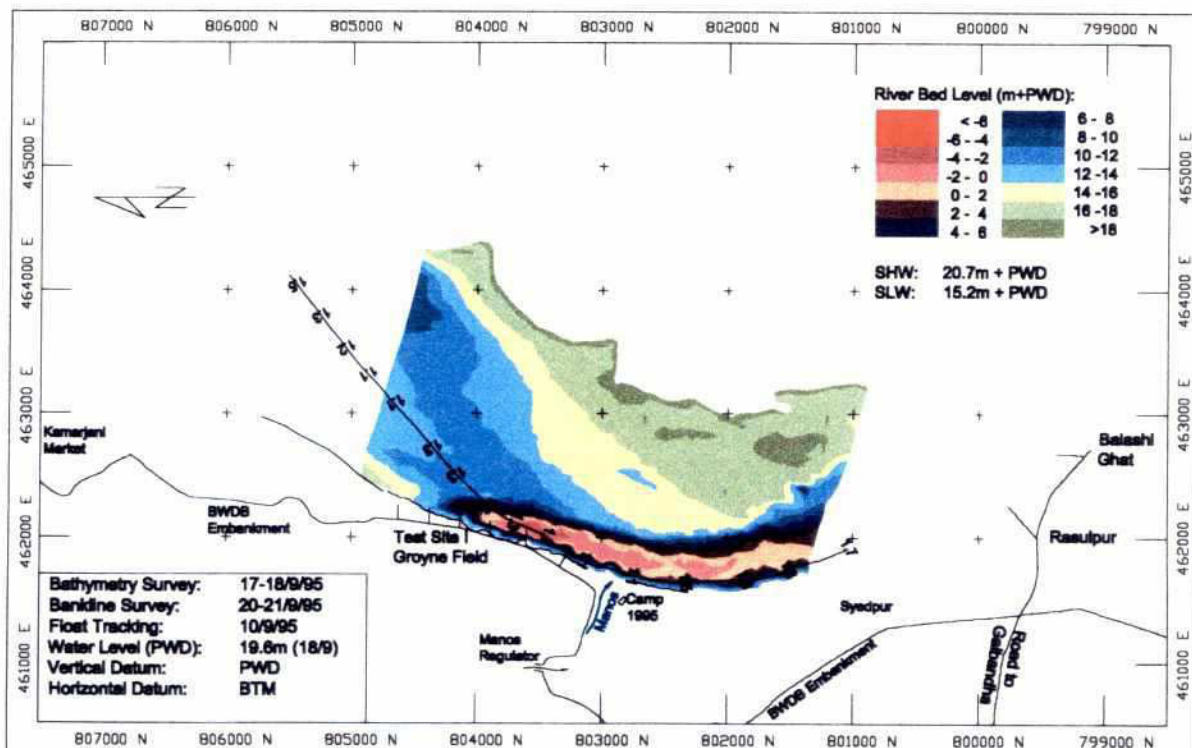 807000 N 806000 N 805000 N 804000 N 803000 N 802000 N 801000 N 800000 N 799000 N
465000 E
464000 E
463000 E
462000 E
461000 E
River Bed Level (m+PWD):
< -6
-6 - -4
-4 - -2
-2 - 0
0 - 2
2 - 4
4 - 6
6 - 8
8 - 10
10 -12
12 -14
14 -16
16 -18
>18
SHW: 20.7m + PWD
SLW: 15.2m + PWD
Kamarjani
Market
BWDB
Embankment
Test Site I
Groyne Field
Manos
Camp
1995
Manos
Regulator
Syedpur
BWDB Embankment
Road to
Gaibandha
Rasulpur
Balashi
Ghat
Bathymetry Survey: 17-18/9/95
Bankline Survey: 20-21/9/95
Float Tracking: 10/9/95
Water Level (PWD): 19.6m (18/9)
Vertical Datum: PWD
Horizontal Datum: BTM
465000 E
464000 E
463000 E
462000 E
461000 E
807000 N 806000 N 805000 N 804000 N 803000 N 802000 N 801000 N 800000 N 799000 N